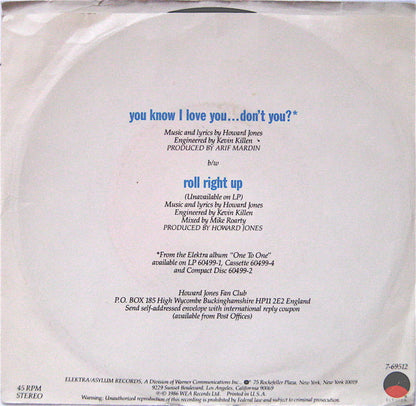 you know I love you...don't you?*
Music and lyrics by Howard Jones
Engineered by Kevin Killen
PRODUCED BY ARIF MARDIN
b/w
roll right up
(Unavailable on LP)
Music and lyrics by Howard Jones
Engineered by Kevin Killen
Mixed by Mike Roarty
PRODUCED BY HOWARD JONES
*From the Elektra album "One To One"
available on LP 60499-1, Cassette 60499-4
and Compact Disc 60499-2
Howard Jones Fan Club
P.O. BOX 185 High Wycombe Buckinghamshire HP11 2E2 England
Send self-addressed envelope with international reply coupon
(available from Post Offices)
7-69512
45 RPM
STEREO
ELEKTRA/ASYLUM RECORDS, A Division of Warner Communications Inc., 75 Rockefeller Plaza, New York, New York 10019
9229 Sunset Boulevard, Los Angeles, California 90069
℗ © 1986 WEA Records Ltd. Printed in U.S.A.
Warning: Unauthorized reproduction of this recording is prohibited by Federal law and subject to criminal prosecution.